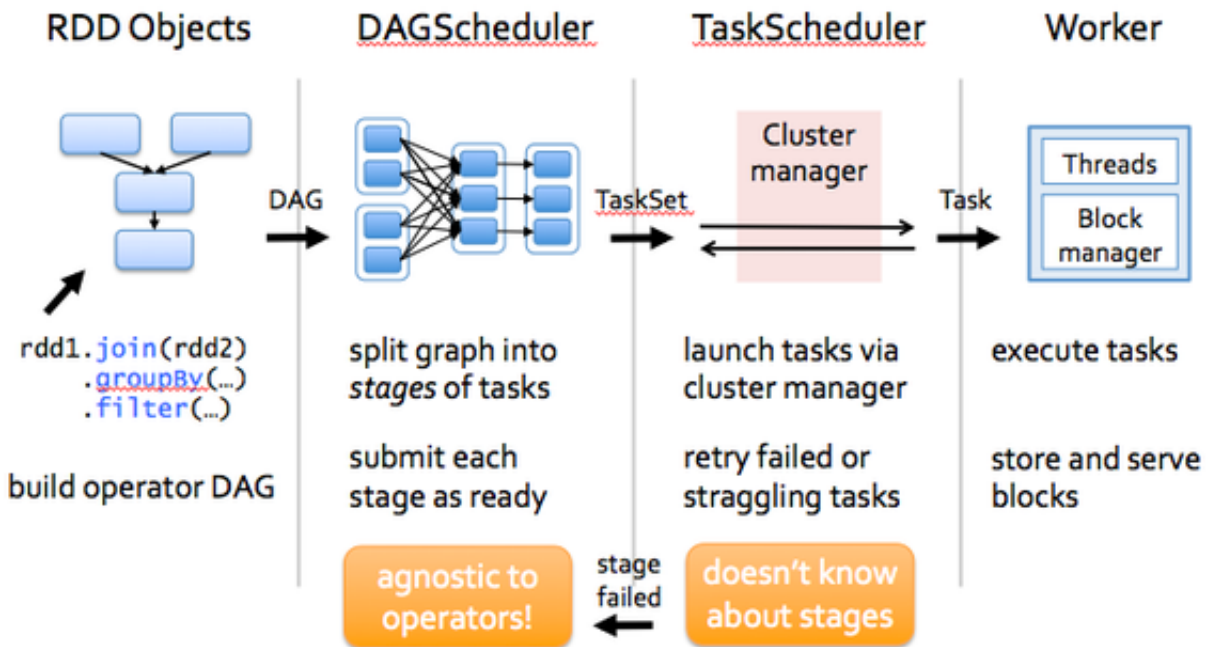 RDD Objects
DAGScheduler
TaskScheduler
Worker
DAG
TaskSet
Cluster
manager
Task
Threads
Block
manager
rdd1.join(rdd2)
.groupBy(…)
.filter(…)
build operator DAG
split graph into
stages of tasks
submit each
stage as ready
agnostic to
operators!
launch tasks via
cluster manager
retry failed or
straggling tasks
stage
failed
doesn't know
about stages
execute tasks
store and serve
blocks